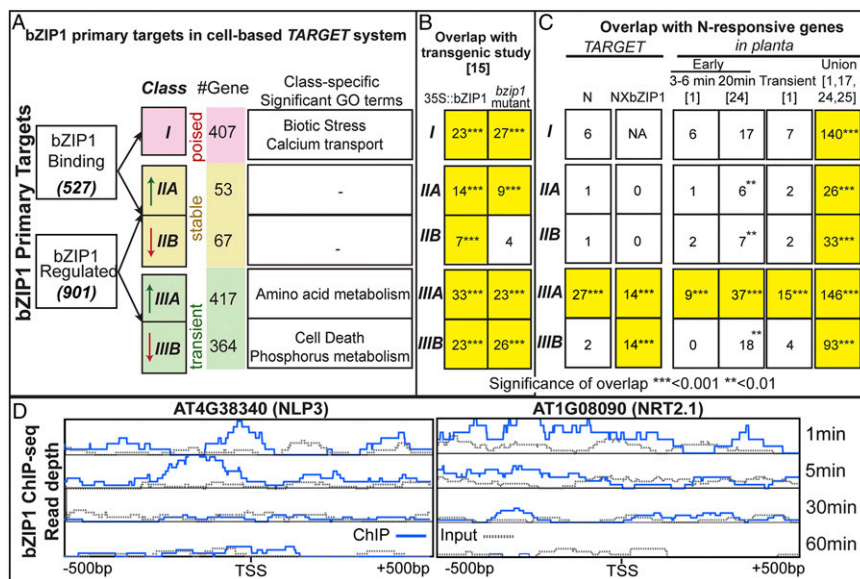 A
bZIP1 primary targets in cell-based TARGET system
Class
#Gene
Class-specific
Significant GO terms
bZIP1 Primary Targets
bZIP1
Binding
(527)
bZIP1
Regulated
(901)
I
poised
407
Biotic Stress
Calcium transport
↑IIA
stable
53
-
↓IIB
67
-
↑IIIA
transient
417
Amino acid metabolism
↓IIIB
364
Cell Death
Phosphorus metabolism
B
Overlap with
transgenic study
[15]
35S::bZIP1
bzip1
mutant
I 23*** 27***
IIA 14*** 9***
IIB 7*** 4
IIIA 33*** 23***
IIIB 23*** 26***
C
Overlap with N-responsive genes
TARGET
in planta
Early
Union
3-6 min 20min Transient [1,17,
N NXbZIP1 [1] [24] [1] 24,25]
I 6 NA 6 17 7 140***
IIA 1 0 1 6** 2 26***
IIB 1 0 2 7** 2 33***
IIIA 27*** 14*** 9*** 37*** 15*** 146***
IIIB 2 14*** 0 18** 4 93***
Significance of overlap ***<0.001 **<0.01
D
AT4G38340 (NLP3)
AT1G08090 (NRT2.1)
bZIP1 ChIP-seq
Read depth
1min
5min
30min
60min
ChIP
Input
-500bp TSS +500bp
-500bp TSS +500bp